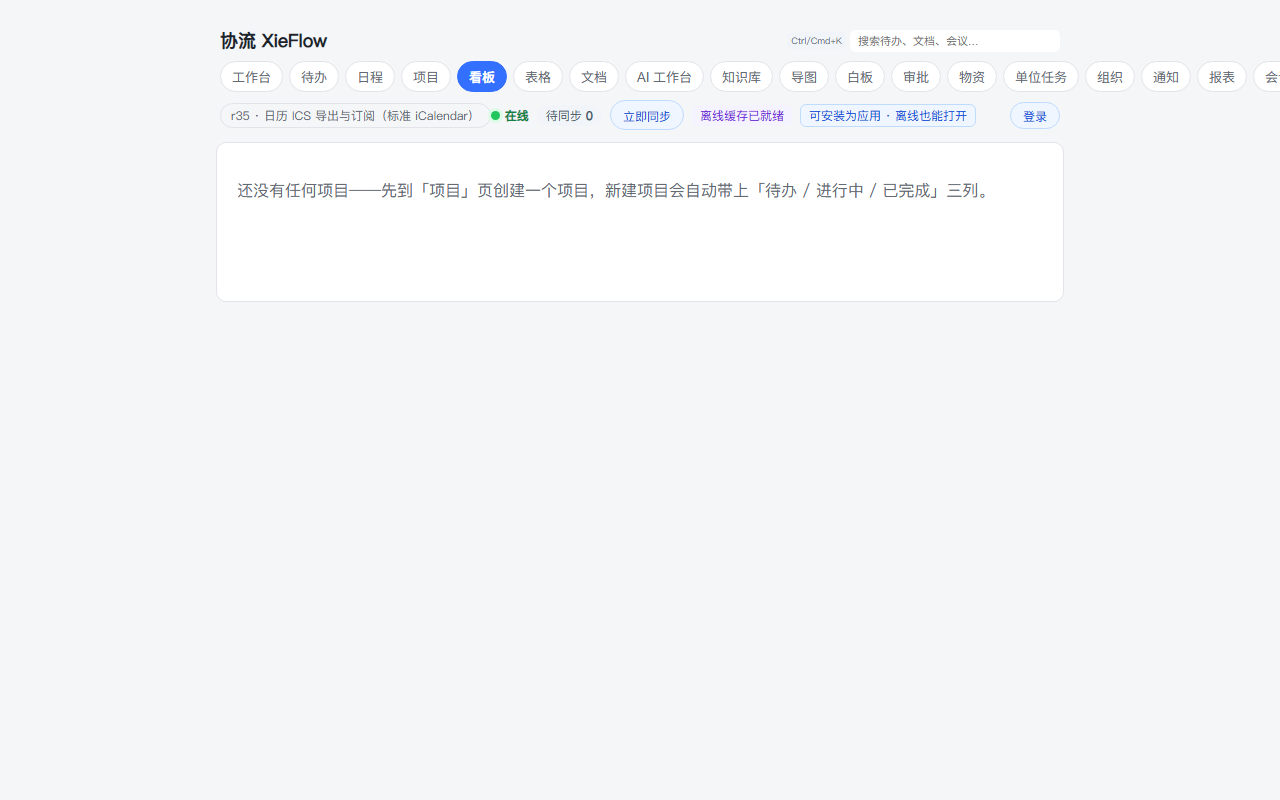 协流 XieFlow
Ctrl/Cmd+K 搜索待办、文档、会议...
工作台 待办 日程 项目 看板 表格 文档 AI 工作台 知识库 导图 白板 审批 物资 单位任务 组织 通知 报表 会
r35 · 日历 ICS 导出与订阅（标准 iCalendar） 在线 待同步 0 立即同步 离线缓存已就绪 可安装为应用 · 离线也能打开 登录
还没有任何项目——先到「项目」页创建一个项目，新建项目会自动带上「待办 / 进行中 / 已完成」三列。